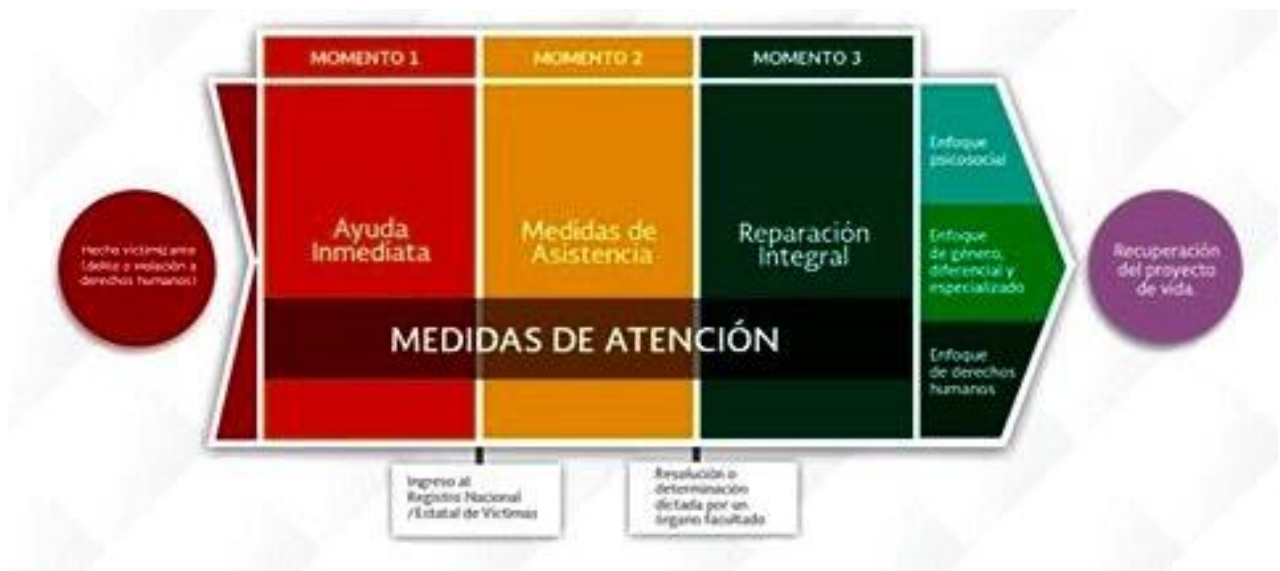 MOMENTO 1
MOMENTO 2
MOMENTO 3
Hecho victimizante
(delito o violación a
derechos humanos)
Ayuda
Inmediata
Medidas de
Asistencia
Reparación
Integral
MEDIDAS DE ATENCIÓN
Enfoque
psicosocial
Enfoque
de género,
diferencial y
especializado
Enfoque
de derechos
humanos
Recuperación
del proyecto
de vida.
Ingreso al
Registro Nacional
/Estatal de Víctimas
Resolución o
determinación
dictada por un
órgano facultado